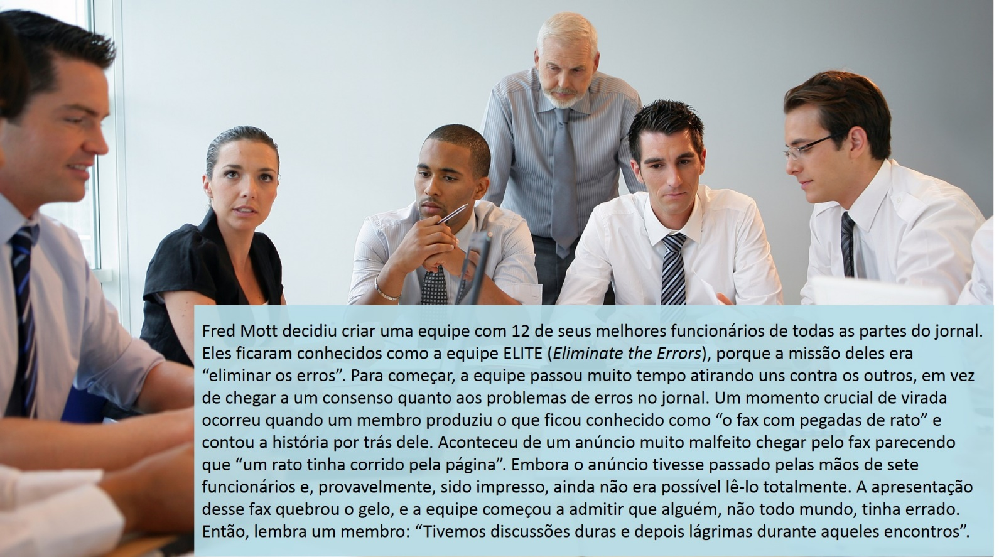 Fred Mott decidiu criar uma equipe com 12 de seus melhores funcionários de todas as partes do jornal.
Eles ficaram conhecidos como a equipe ELITE (Eliminate the Errors), porque a missão deles era
“eliminar os erros”. Para começar, a equipe passou muito tempo atirando uns contra os outros, em vez
de chegar a um consenso quanto aos problemas de erros no jornal. Um momento crucial de virada
ocorreu quando um membro produziu o que ficou conhecido como “o fax com pegadas de rato” e
contou a história por trás dele. Aconteceu de um anúncio muito malfeito chegar pelo fax parecendo
que “um rato tinha corrido pela página”. Embora o anúncio tivesse passado pelas mãos de sete
funcionários e, provavelmente, sido impresso, ainda não era possível lê-lo totalmente. A apresentação
desse fax quebrou o gelo, e a equipe começou a admitir que alguém, não todo mundo, tinha errado.
Então, lembra um membro: “Tivemos discussões duras e depois lágrimas durante aqueles encontros”.